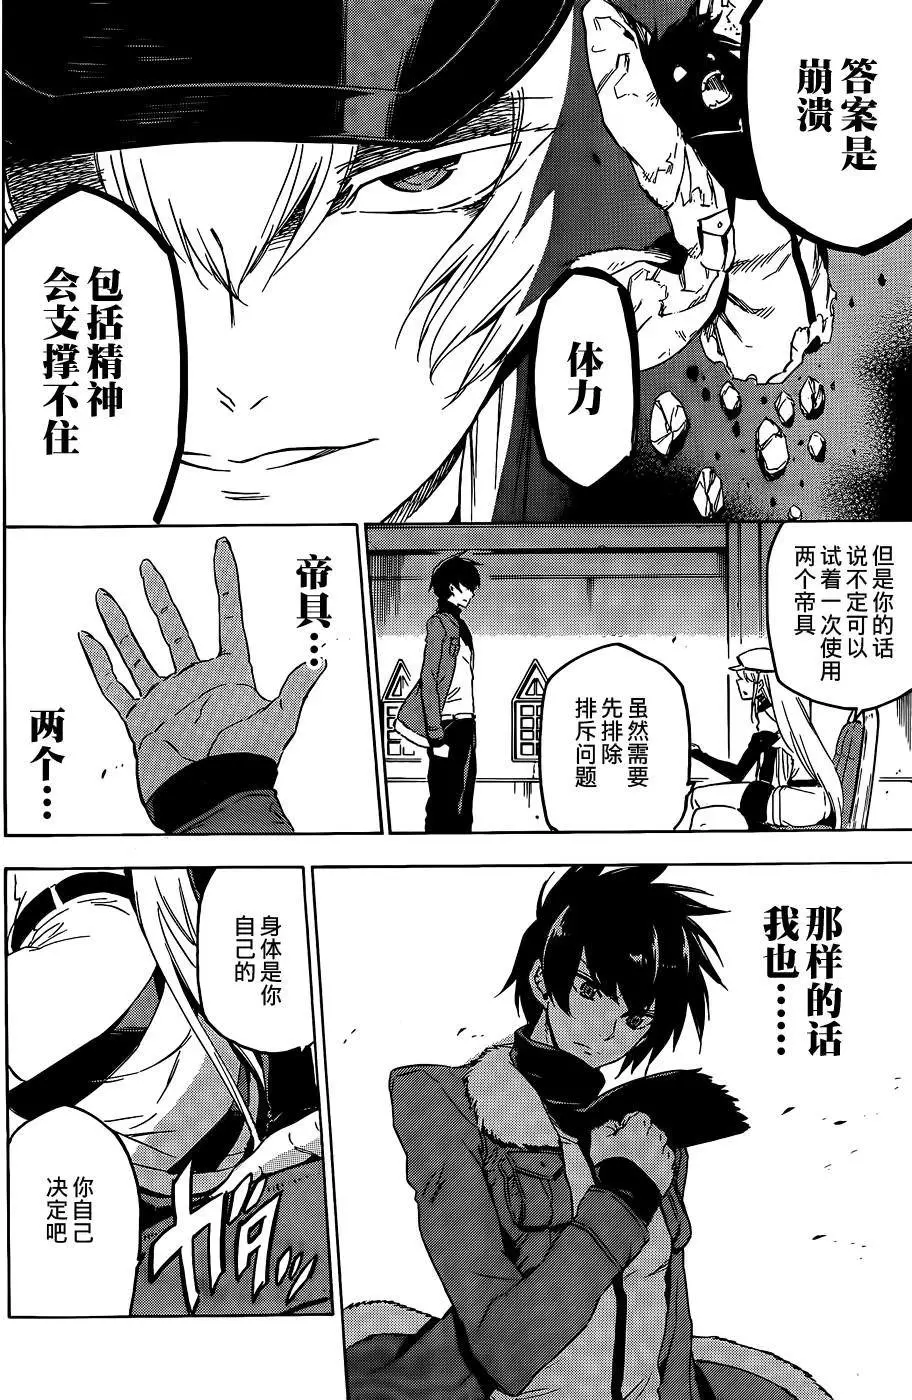 答案是
崩溃
体力
包括精神
会支撑不住
但是你的话
说不定可以
试着一次使用
两个帝具
虽然需要
先排除
排斥问题
帝具…
两个…
那样的话
我也……
身体是你
自己的
你自己
决定吧
ガタッ